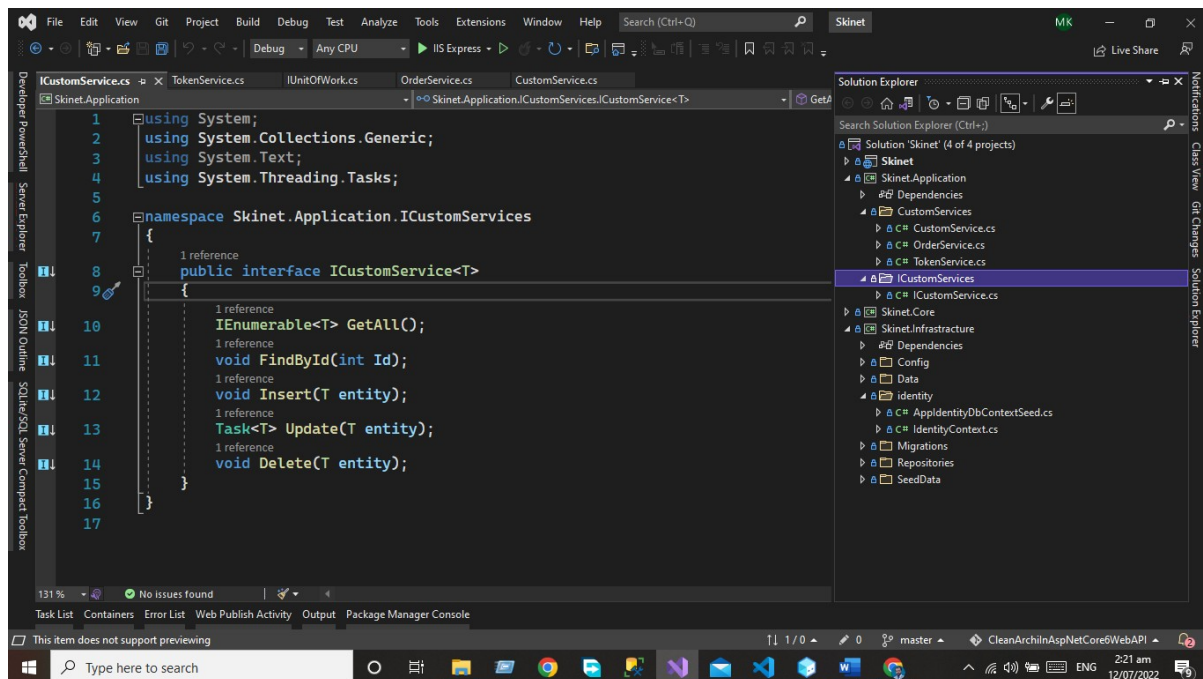 File Edit View Git Project Build Debug Test Analyze Tools Extensions Window Help Search (Ctrl+Q) Skinet MK
Debug Any CPU IIS Express Live Share
ICustomService.cs TokenService.cs IUnitOfWork.cs OrderService.cs CustomService.cs
Skinet.Application Skinet.Application.ICustomServices.ICustomService<T> GetA
1 using System;
2 using System.Collections.Generic;
3 using System.Text;
4 using System.Threading.Tasks;
5
6 namespace Skinet.Application.ICustomServices
7 {
1 reference
8 public interface ICustomService<T>
9 {
1 reference
10 IEnumerable<T> GetAll();
1 reference
11 void FindById(int Id);
1 reference
12 void Insert(T entity);
1 reference
13 Task<T> Update(T entity);
1 reference
14 void Delete(T entity);
15 }
16 }
17
131 % No issues found
Task List Containers Error List Web Publish Activity Output Package Manager Console
This item does not support previewing 1 / 0 0 master CleanArchiInAspNetCore6WebAPI 2
Developer PowerShell
Server Explorer
Toolbox
JSON Outline
SQLite/SQL Server Compact Toolbox
Solution Explorer
Search Solution Explorer (Ctrl+;)
Solution 'Skinet' (4 of 4 projects)
Skinet
Skinet.Application
Dependencies
CustomServices
C# CustomService.cs
C# OrderService.cs
C# TokenService.cs
ICustomServices
C# ICustomService.cs
Skinet.Core
Skinet.Infrastracture
Dependencies
Config
Data
identity
C# AppIdentityDbContextSeed.cs
C# IdentityContext.cs
Migrations
Repositories
SeedData
Notifications
Class View
Git Changes
Solution Explorer
Type here to search ENG 2:21 am
12/07/2022